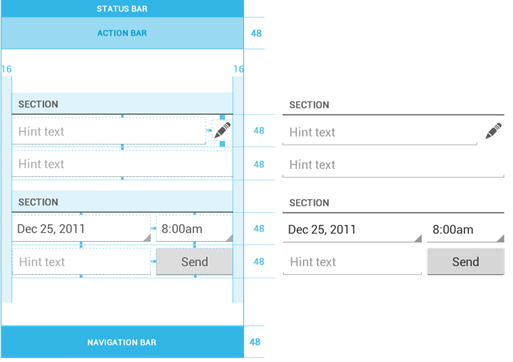 STATUS BAR
ACTION BAR
48
16
16
SECTION
Hint text
48
Hint text
48
SECTION
Dec 25, 2011
8:00am
48
Hint text
Send
48
NAVIGATION BAR
48
SECTION
Hint text
Hint text
SECTION
Dec 25, 2011
8:00am
Hint text
Send